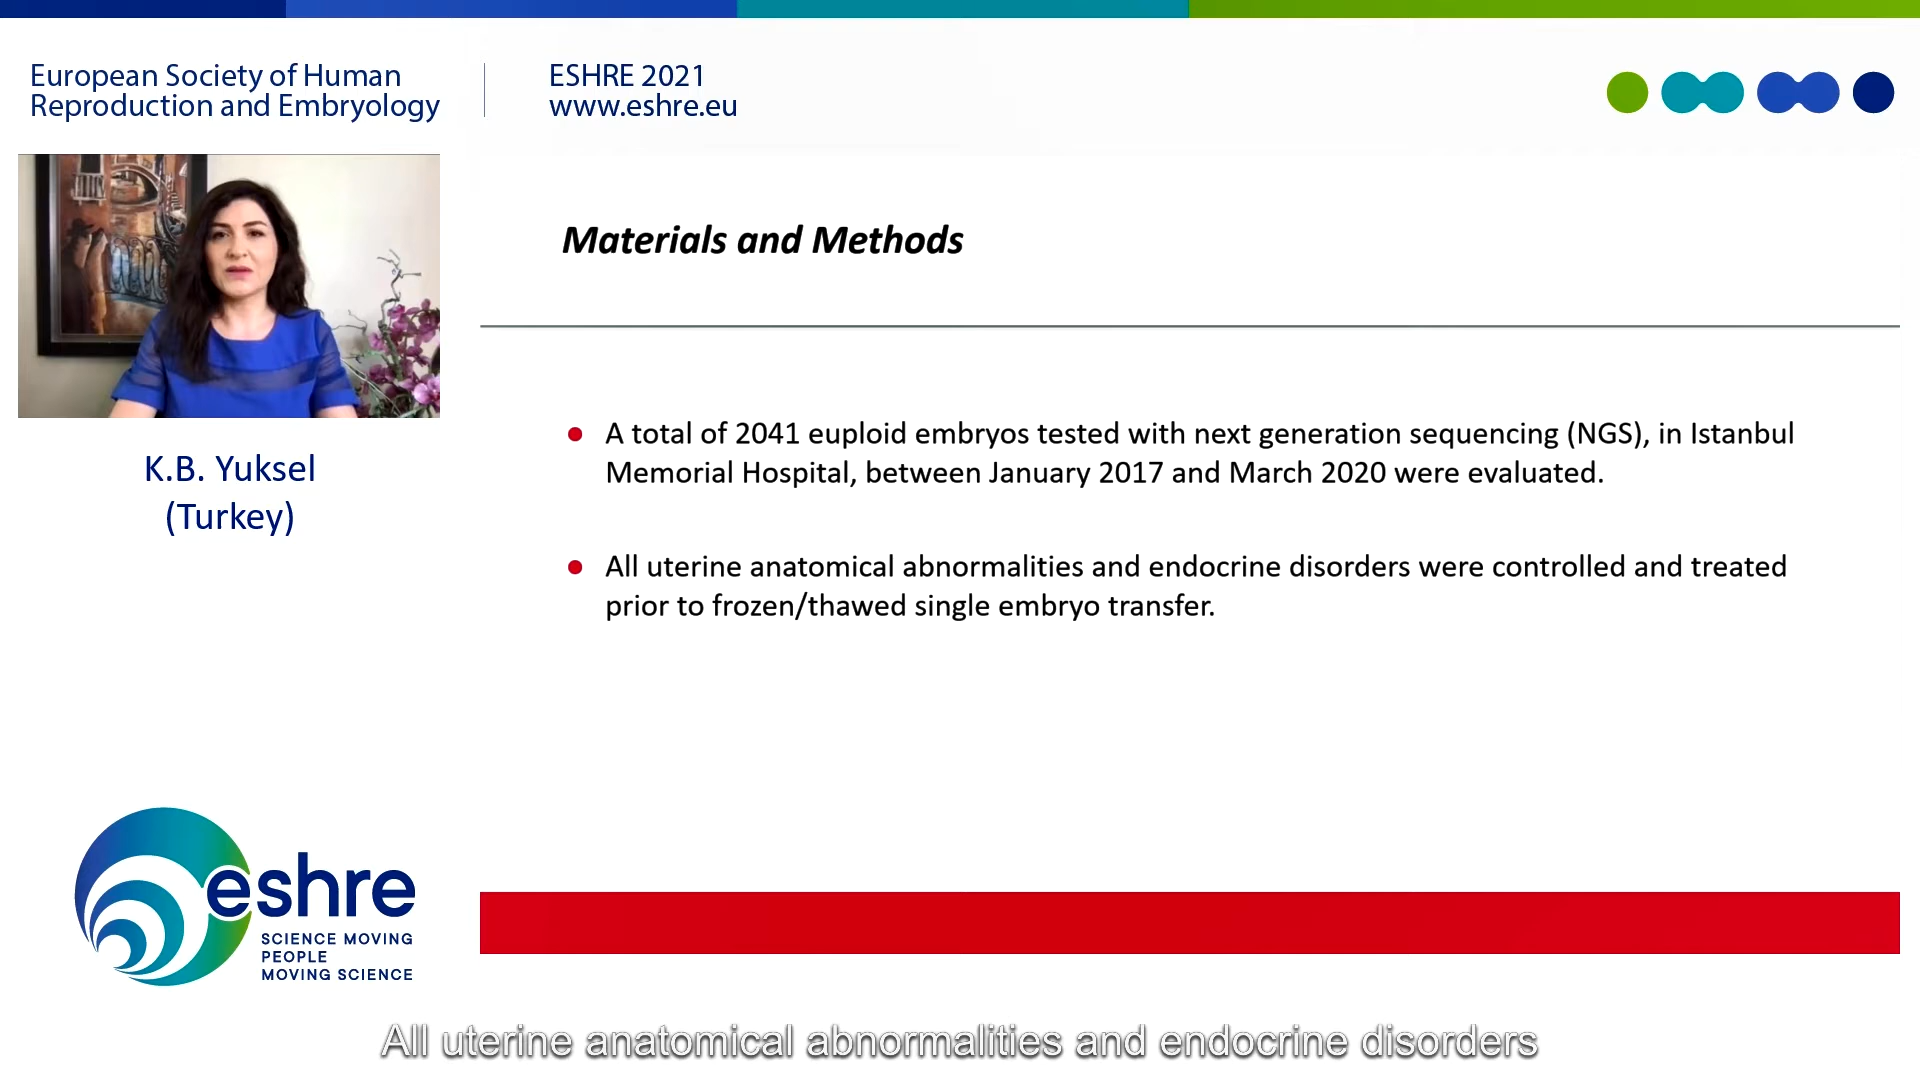 European Society of Human
Reproduction and Embryology
ESHRE 2021
www.eshre.eu
K.B. Yuksel
(Turkey)
Materials and Methods
● A total of 2041 euploid embryos tested with next generation sequencing (NGS), in Istanbul
Memorial Hospital, between January 2017 and March 2020 were evaluated.
● All uterine anatomical abnormalities and endocrine disorders were controlled and treated
prior to frozen/thawed single embryo transfer.
eshre
SCIENCE MOVING
PEOPLE
MOVING SCIENCE
All uterine anatomical abnormalities and endocrine disorders